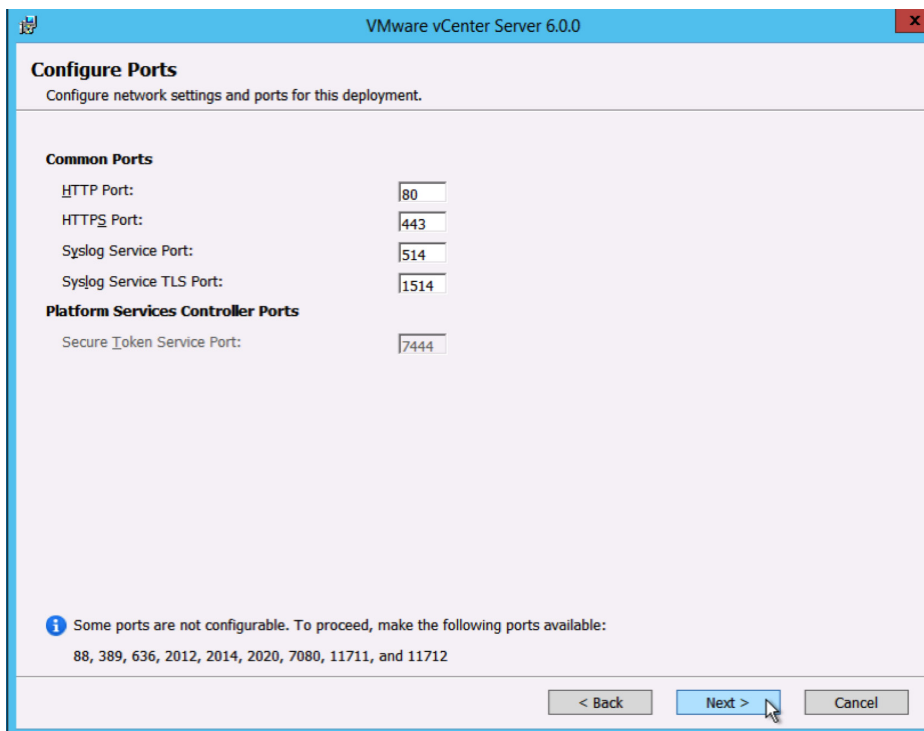 VMware vCenter Server 6.0.0
x
Configure Ports
Configure network settings and ports for this deployment.
Common Ports
HTTP Port: 80
HTTPS Port: 443
Syslog Service Port: 514
Syslog Service TLS Port: 1514
Platform Services Controller Ports
Secure Token Service Port: 7444
Some ports are not configurable. To proceed, make the following ports available:
88, 389, 636, 2012, 2014, 2020, 7080, 11711, and 11712
< Back Next > Cancel